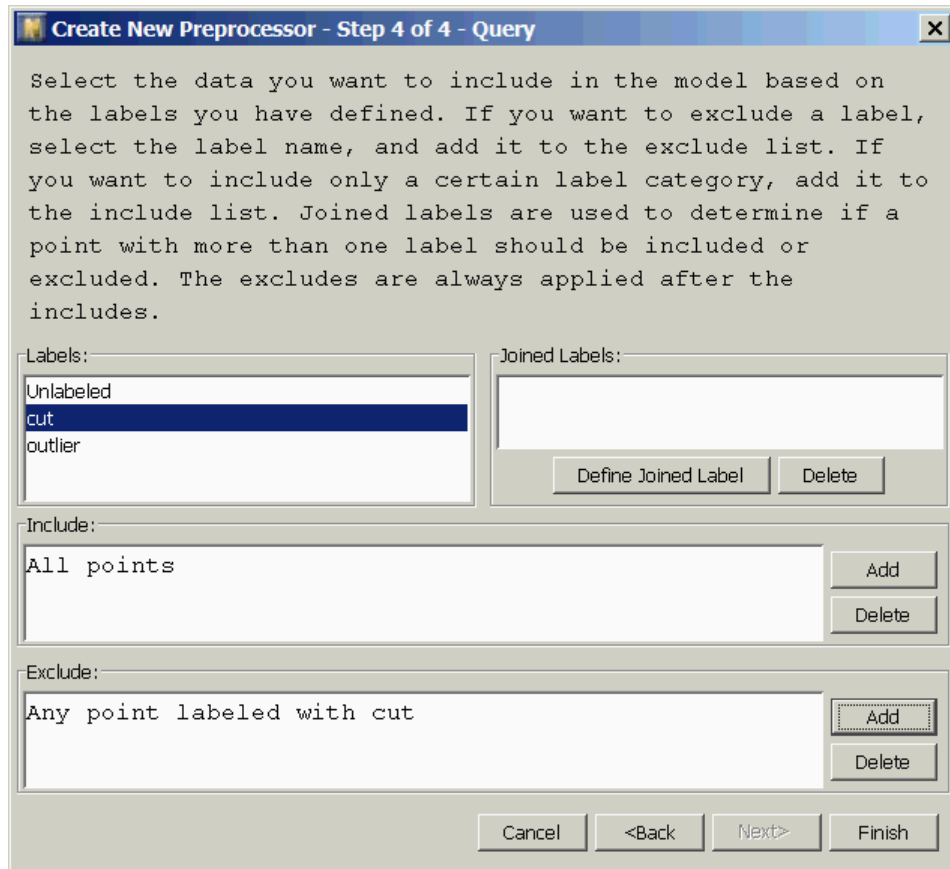 Create New Preprocessor - Step 4 of 4 - Query
Select the data you want to include in the model based on
the labels you have defined. If you want to exclude a label,
select the label name, and add it to the exclude list. If
you want to include only a certain label category, add it to
the include list. Joined labels are used to determine if a
point with more than one label should be included or
excluded. The excludes are always applied after the
includes.
Labels:
Unlabeled
cut
outlier
Joined Labels:
Define Joined Label
Delete
Include:
All points
Add
Delete
Exclude:
Any point labeled with cut
Add
Delete
Cancel
<Back
Next>
Finish